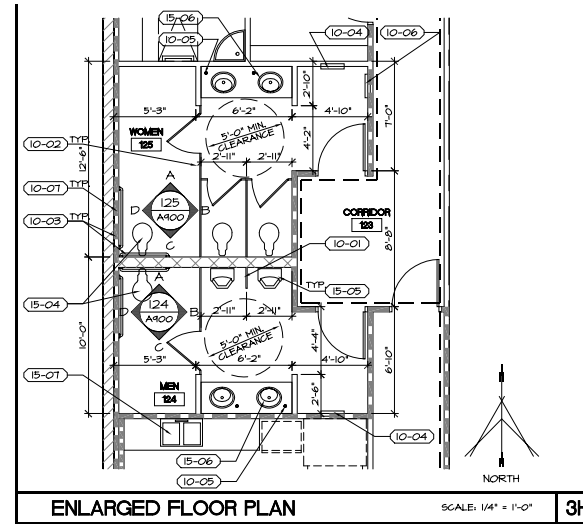 15-06
10-05
10-04
10-06
2'-10"
5'-3"
6'-2"
4'-10"
7'-0"
WOMEN
125
5'-0" MIN.
CLEARANCE
4'-2"
TYP.
10-02
12'-6"
2'-11"
2'-11"
10-07
TYP.
10-03
TYP.
A
D
125
A900
B
C
CORRIDOR
123
8'-8"
10-01
TYP.
15-05
15-04
A
D
124
A900
B
C
2'-11"
2'-11"
5'-0" MIN.
CLEARANCE
4'-4"
10'-0"
5'-3"
6'-2"
4'-10"
6'-10"
15-07
MEN
124
2'-6"
10-04
15-06
10-05
NORTH
ENLARGED FLOOR PLAN
SCALE: 1/4" = 1'-0"
3H